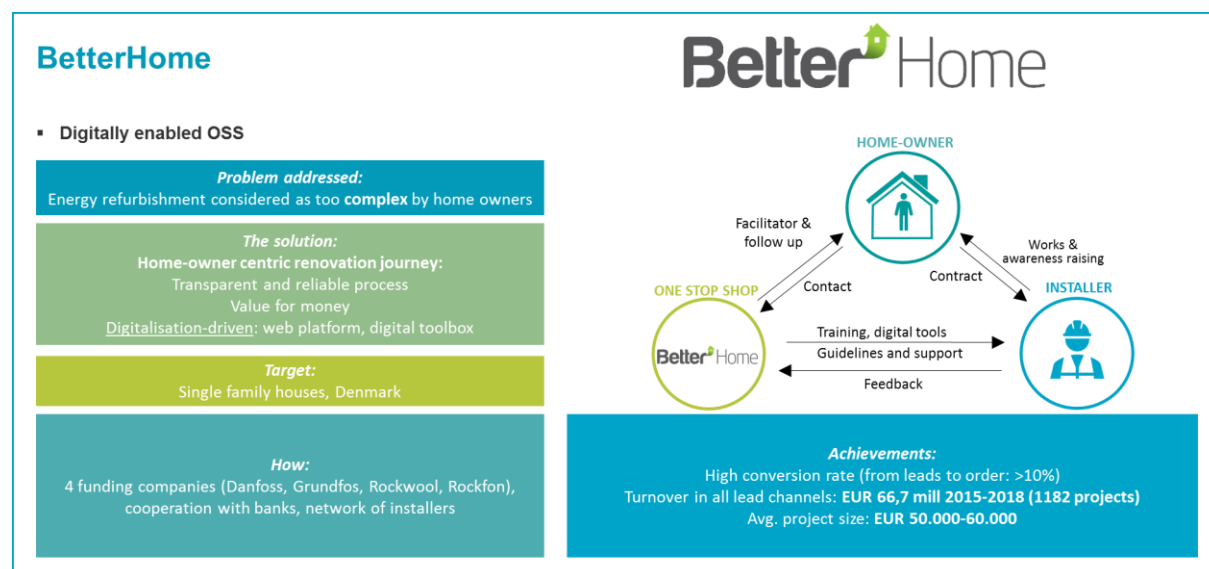 BetterHome
Better Home
▪ Digitally enabled OSS
Problem addressed:
Energy refurbishment considered as too complex by home owners
The solution:
Home-owner centric renovation journey:
Transparent and reliable process
Value for money
Digitalisation-driven: web platform, digital toolbox
Target:
Single family houses, Denmark
How:
4 funding companies (Danfoss, Grundfos, Rockwool, Rockfon),
cooperation with banks, network of installers
HOME-OWNER
Facilitator &
follow up
Contact
Works &
awareness raising
Contract
ONE STOP SHOP
Better Home
INSTALLER
Training, digital tools
Guidelines and support
Feedback
Achievements:
High conversion rate (from leads to order: >10%)
Turnover in all lead channels: EUR 66,7 mill 2015-2018 (1182 projects)
Avg. project size: EUR 50.000-60.000